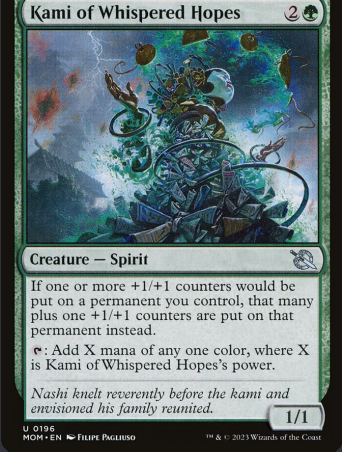 Kami of Whispered Hopes 2
Creature — Spirit
If one or more +1/+1 counters would be
put on a permanent you control, that many
plus one +1/+1 counters are put on that
permanent instead.
: Add X mana of any one color, where X
is Kami of Whispered Hopes's power.
Nashi knelt reverently before the kami and
envisioned his family reunited.
1/1
U 0196
MOM • EN Filipe Pagliuso
™ & © 2023 Wizards of the Coast